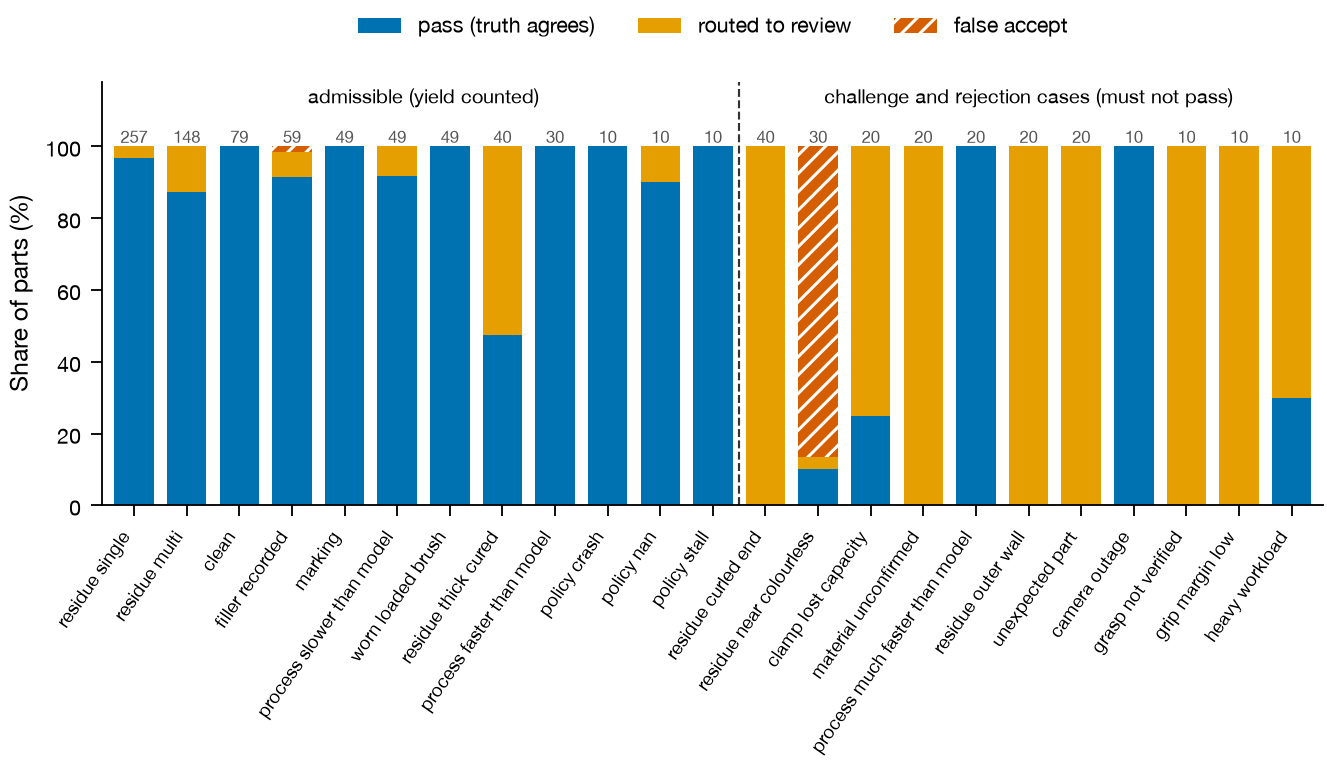 pass (truth agrees) routed to review false accept
admissible (yield counted) challenge and rejection cases (must not pass)
257 148 79 59 49 49 49 40 30 10 10 10 40 30 20 20 20 20 20 10 10 10 10
Share of parts (%)
100
80
60
40
20
0
residue single
residue multi
clean
filler recorded
marking
process slower than model
worn loaded brush
residue thick cured
process faster than model
policy crash
policy nan
policy stall
residue curled end
residue near colourless
clamp lost capacity
material unconfirmed
process much faster than model
residue outer wall
unexpected part
camera outage
grasp not verified
grip margin low
heavy workload